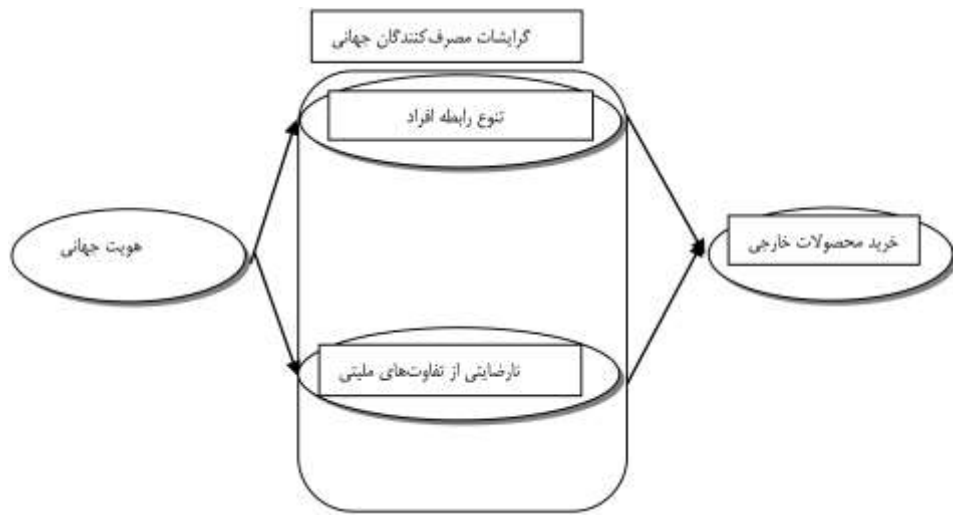 گرایشات مصرف‌کنندگان جهانی
تنوع رابطه افراد
هویت جهانی
خرید محصولات خارجی
نارضایتی از تفاوت‌های ملیتی